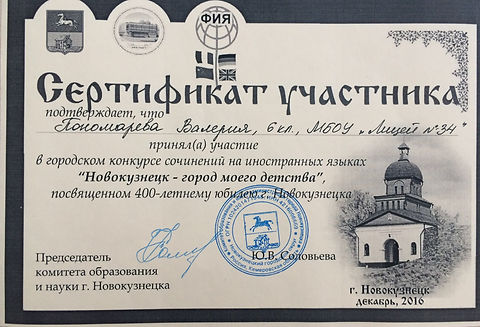 ФИЯ
Сертификат участника
подтверждает, что
Пономарева Валерия, 6 кл., МБОУ „Лицей №34"
принял(а) участие
в городском конкурсе сочинений на иностранных языках
"Новокузнецк - город моего детства",
посвященном 400-летнему юбилею г. Новокузнецка
Председатель
комитета образования
и науки г. Новокузнецка
Ю.В. Соловьева
г. Новокузнецк
декабрь, 2016